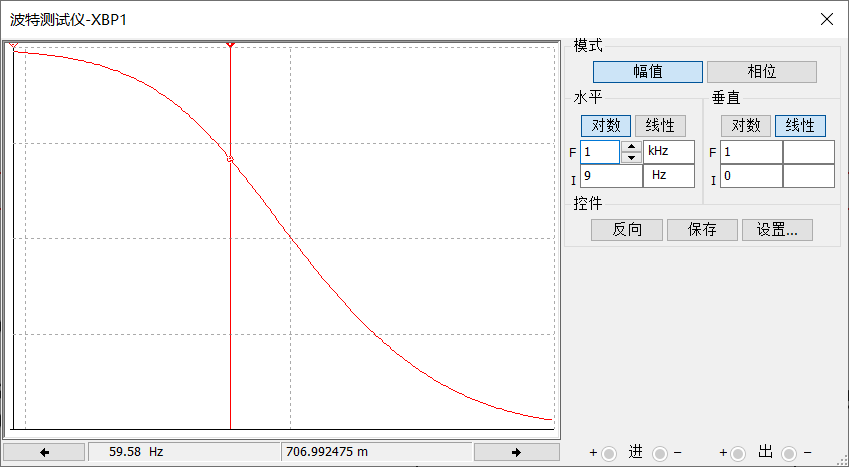 波特测试仪-XBP1
模式
幅值 相位
水平 垂直
对数 线性 对数 线性
F 1 kHz F 1
I 9 Hz I 0
控件
反向 保存 设置...
59.58 Hz 706.992475 m
+ 进 − + 出 −